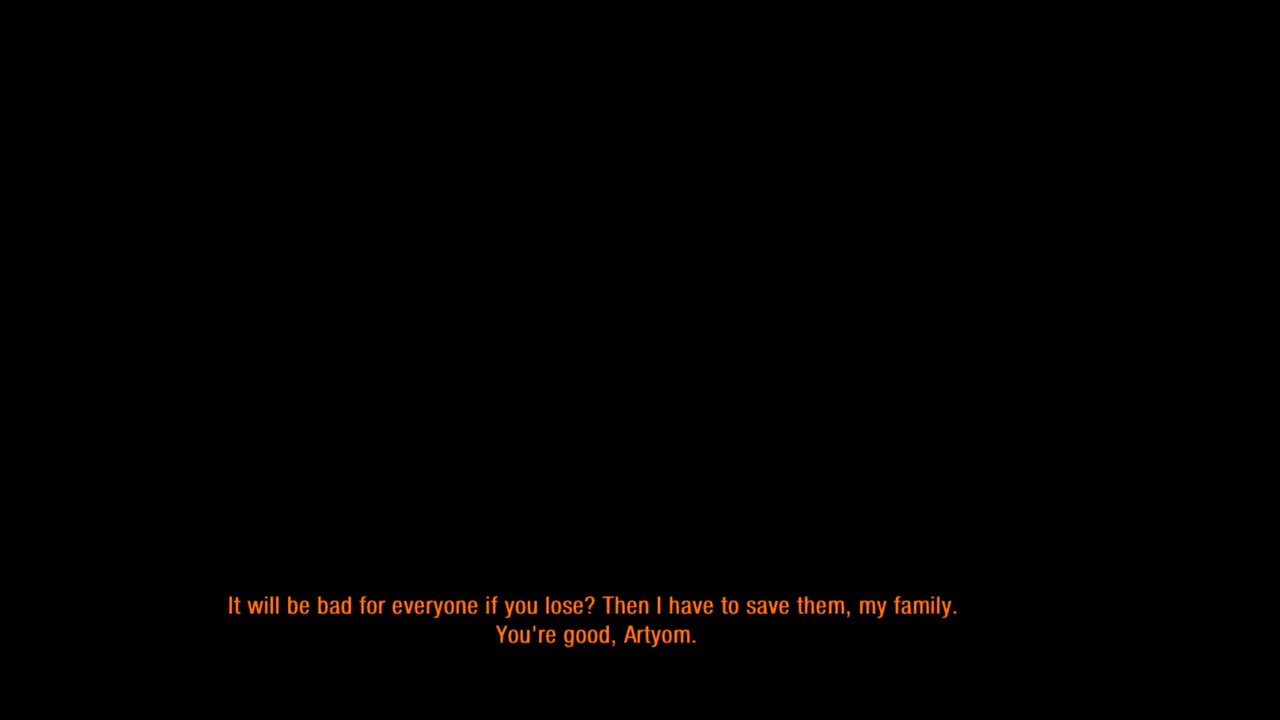 It will be bad for everyone if you lose? Then I have to save them, my family.
You're good, Artyom.